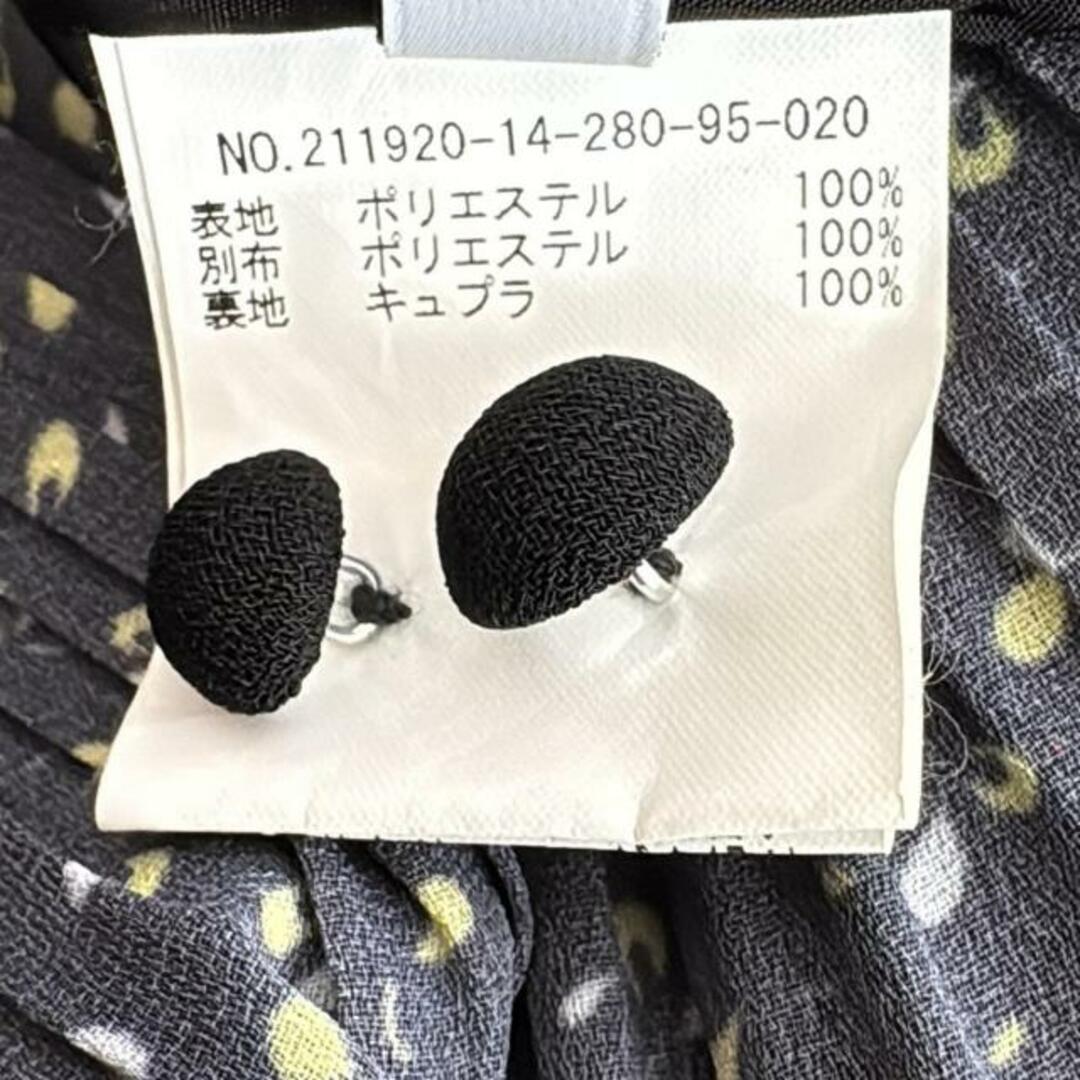 NO.211920-14-280-95-020
表地 ポリエステル 100%
別布 ポリエステル 100%
裏地 キュプラ 100%